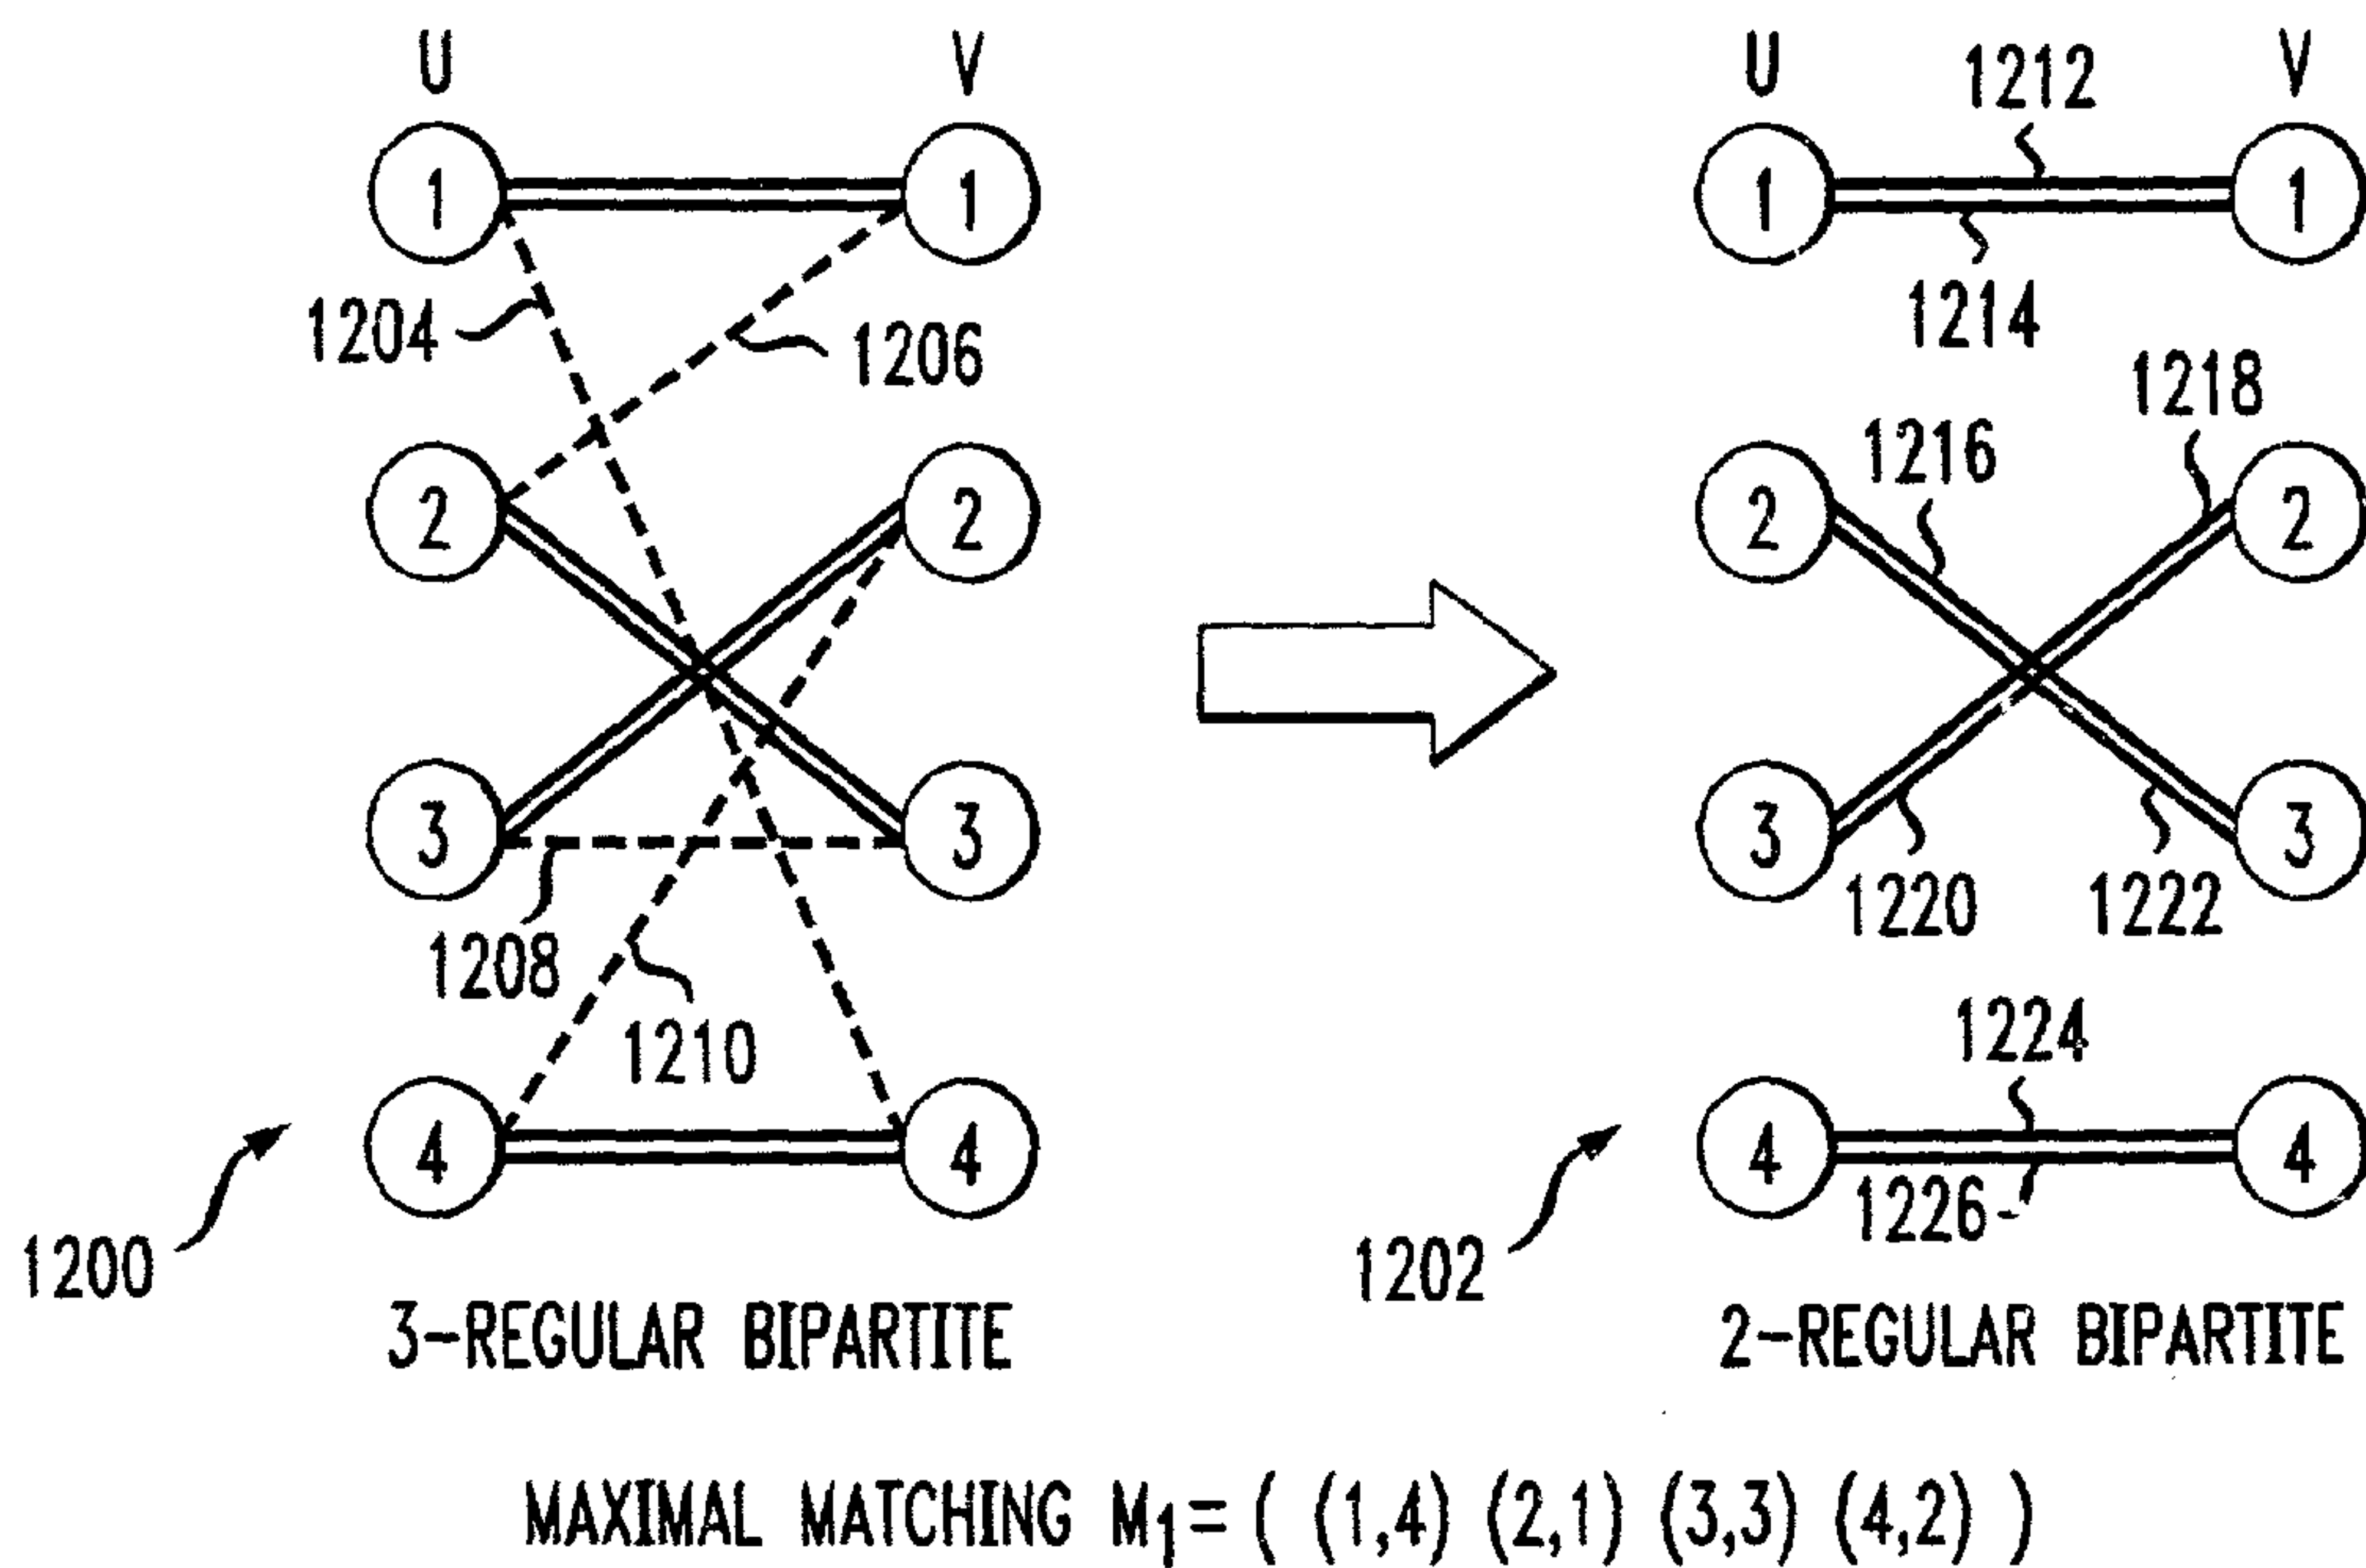 U V U V
1212
1 1 1 1
1214
1204
1206
1218
1216
2 2 2 2
3 3 3 3
1220 1222
1208
1210
1224
4 4 4 4
1226
1200
1202
3-REGULAR BIPARTITE
2-REGULAR BIPARTITE
MAXIMAL MATCHING M1 = ( (1,4) (2,1) (3,3) (4,2) )